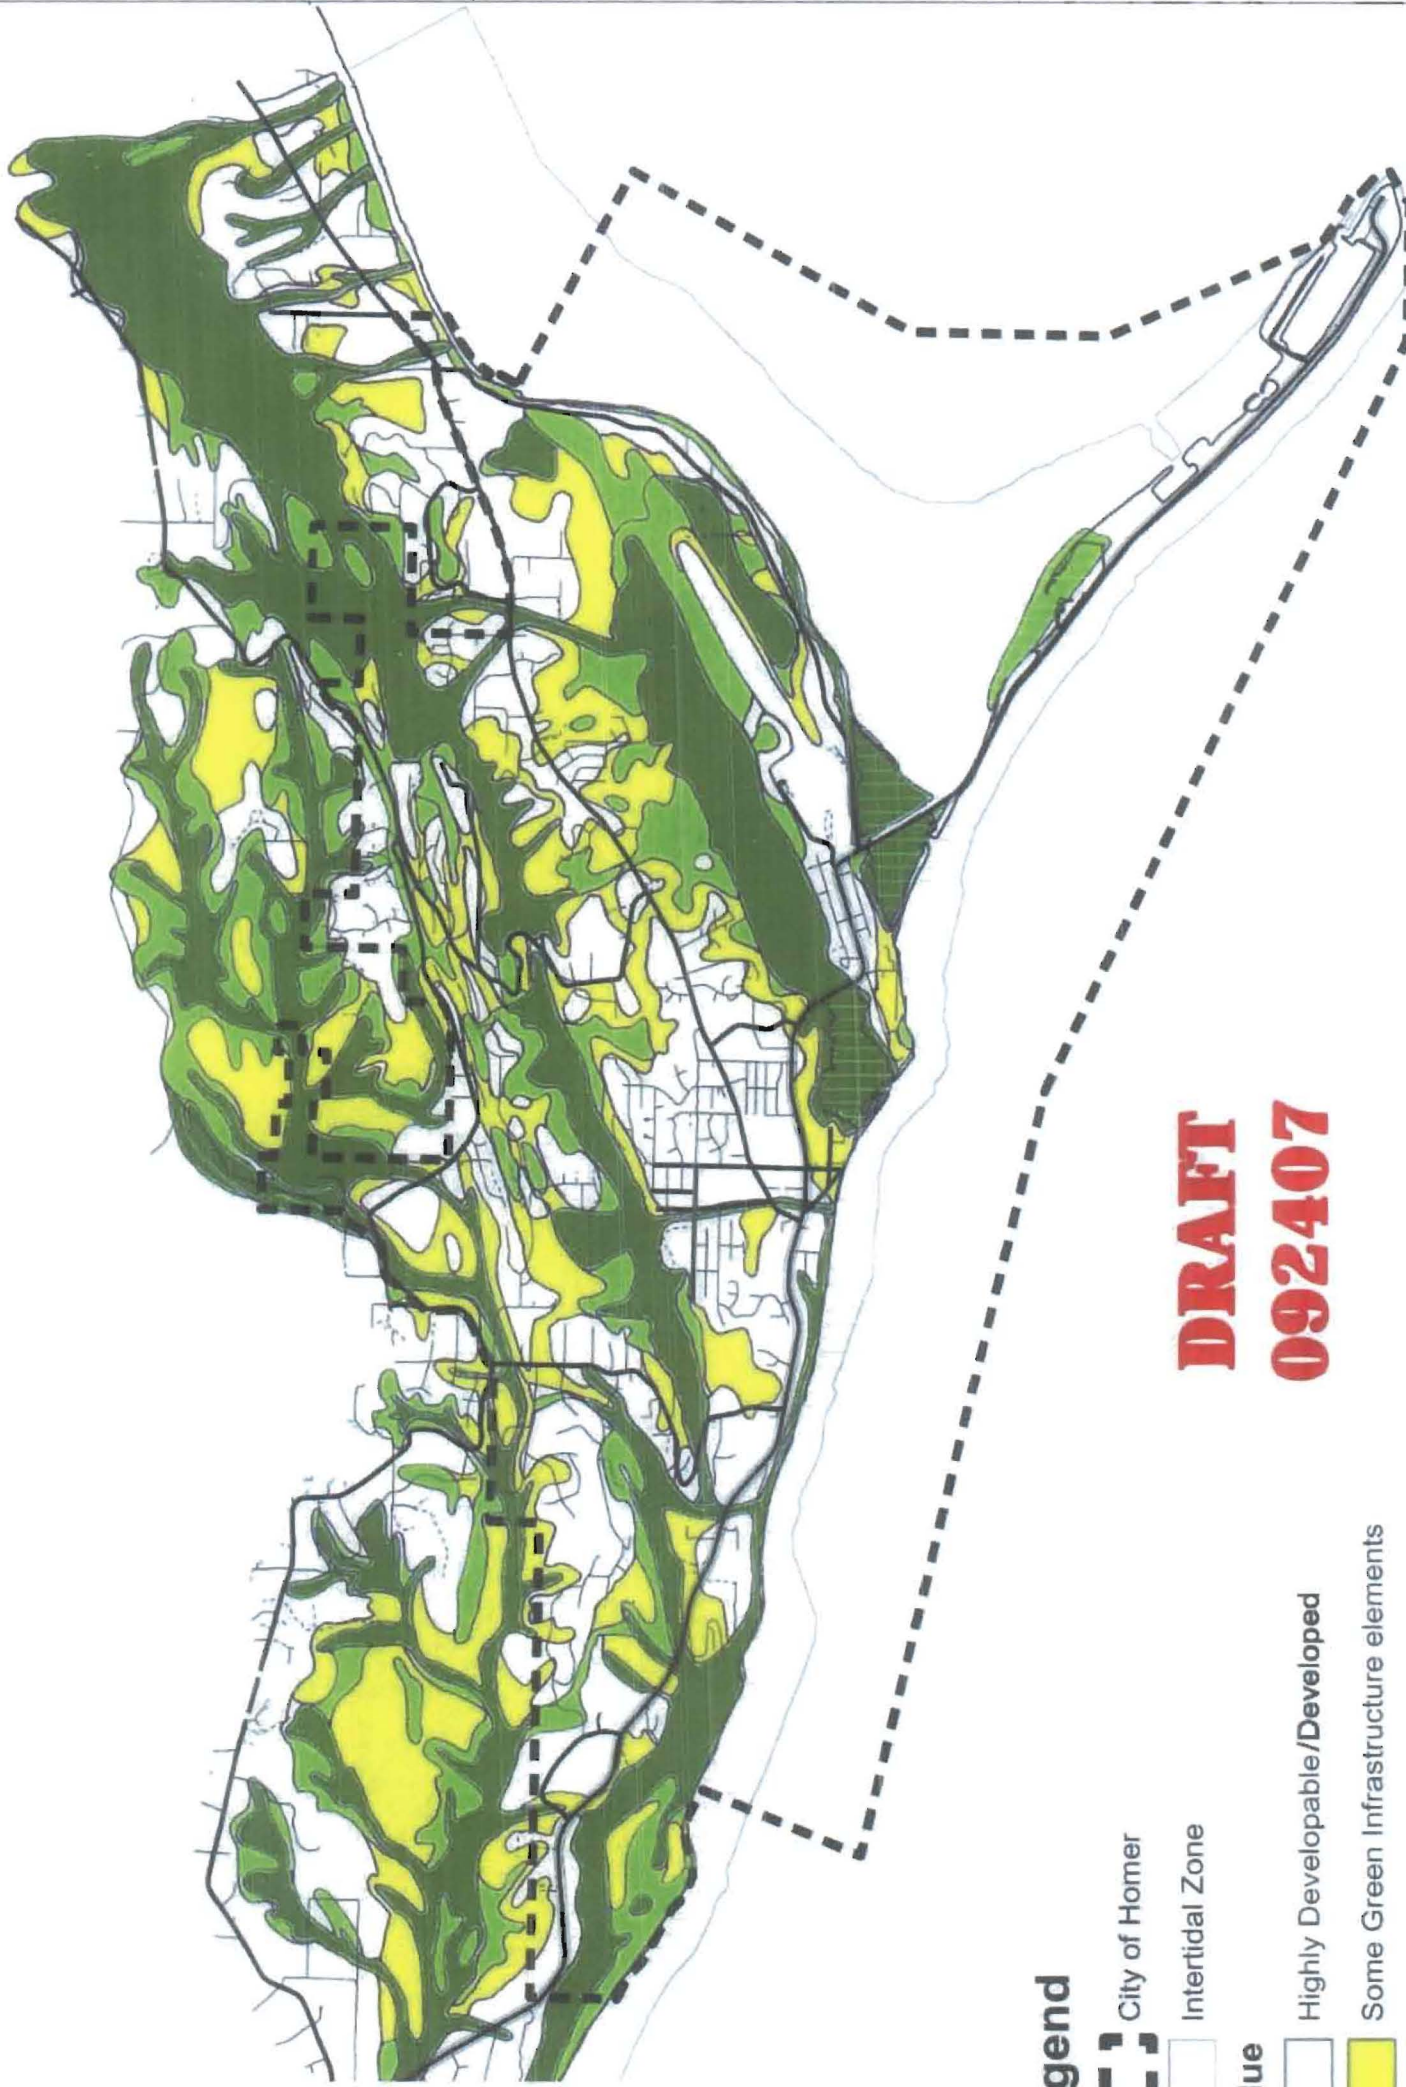 DRAFT
092407
gend
City of Homer
Intertidal Zone
ue
Highly Developable/Developed
Some Green Infrastructure elements